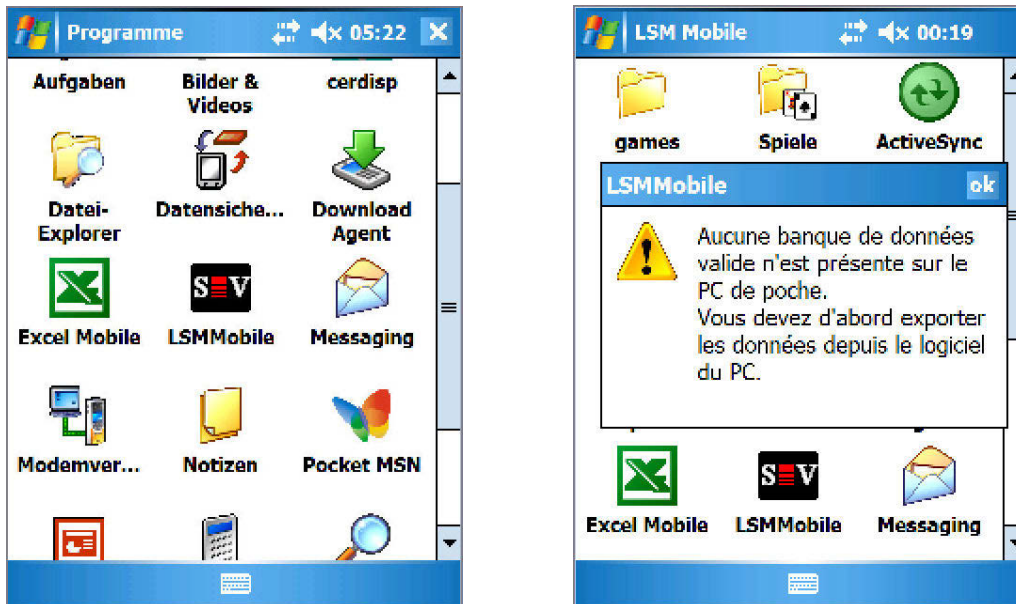 Programme 05:22
Aufgaben Bilder & Videos cerdisp
Datei-Explorer Datensiche... Download Agent
Excel Mobile LSMMobile Messaging
Modemver... Notizen Pocket MSN
LSM Mobile 00:19
games Spiele ActiveSync
LSMMobile ok
Aucune banque de données
valide n'est présente sur le
PC de poche.
Vous devez d'abord exporter
les données depuis le logiciel
du PC.
Excel Mobile LSMMobile Messaging